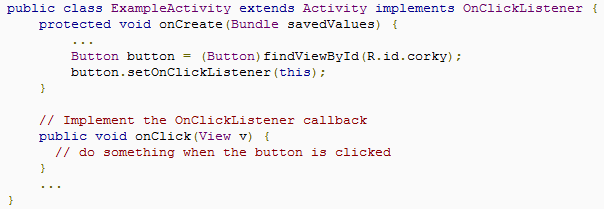 public class ExampleActivity extends Activity implements OnClickListener {
    protected void onCreate(Bundle savedValues) {
        ...
        Button button = (Button)findViewById(R.id.corky);
        button.setOnClickListener(this);
    }

    // Implement the OnClickListener callback
    public void onClick(View v) {
      // do something when the button is clicked
    }
    ...
}